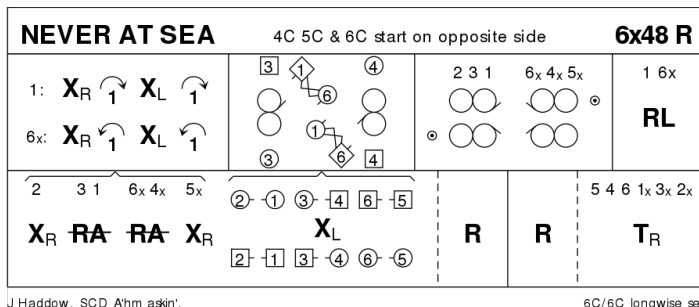 NEVER AT SEA 4C 5C & 6C start on opposite side 6x48 R
1: XR 1 XL 1
6x: XR 1 XL 1
3 1 4
6
1
3 6 4
2 3 1 6x 4x 5x
1 6x
RL
2 3 1 6x 4x 5x
XR RA RA XR
2 1 3 4 6 5
XL
2 1 3 4 6 5
R
R
5 4 6 1x 3x 2x
TR
J Haddow, SCD A'hm askin'.
6C/6C longwise se